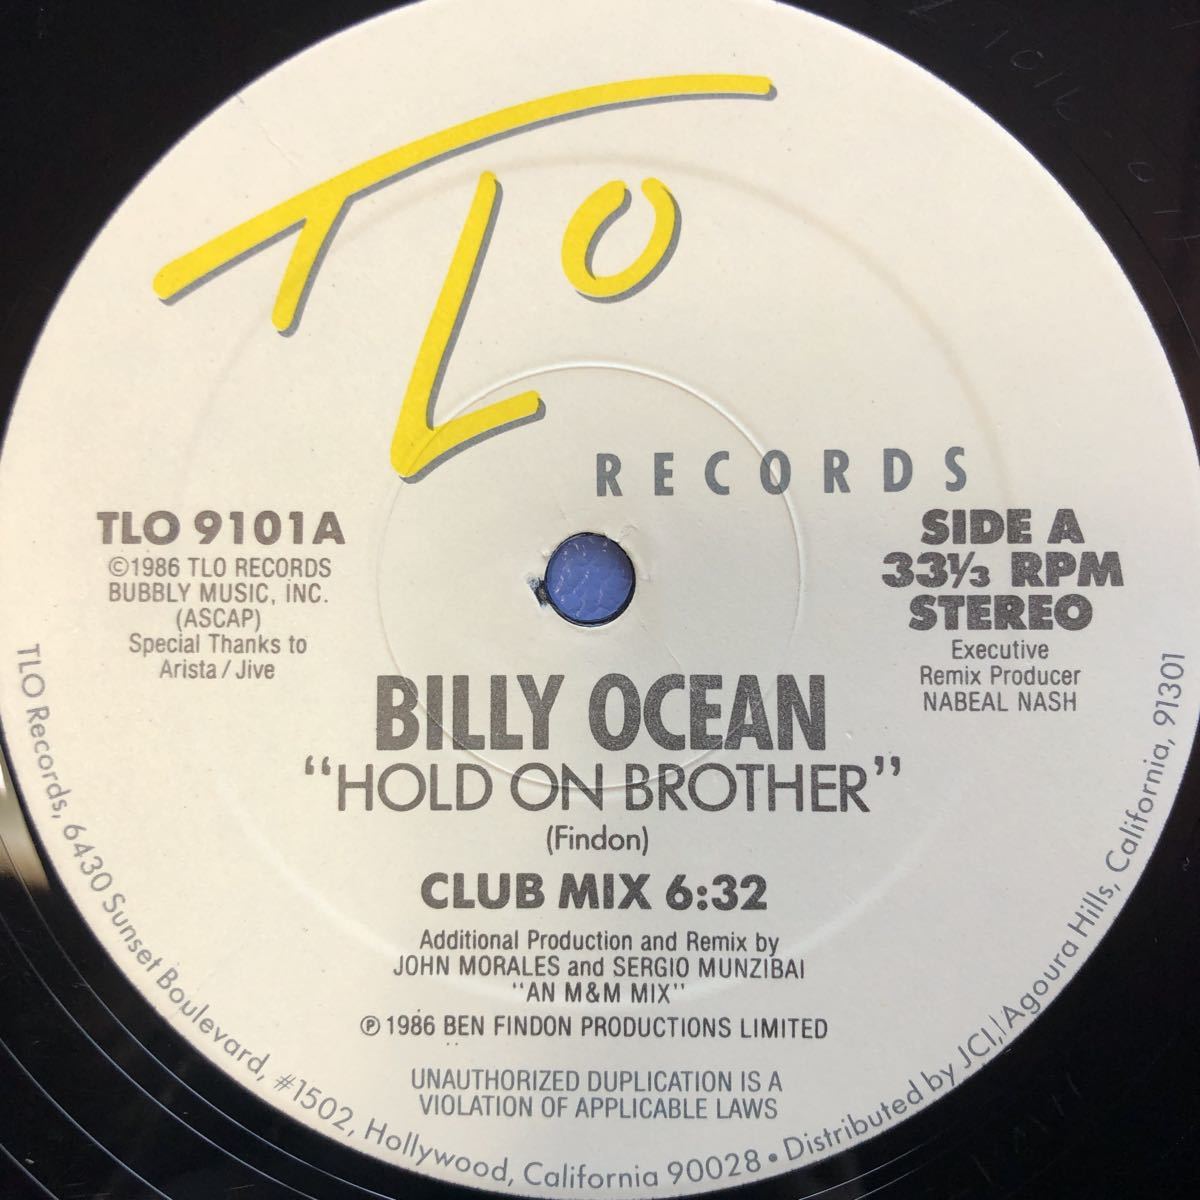 TLO
RECORDS
TLO 9101A
©1986 TLO RECORDS
BUBBLY MUSIC, INC.
(ASCAP)
Special Thanks to
Arista / Jive
SIDE A
33⅓ RPM
STEREO
Executive
Remix Producer
NABEAL NASH
BILLY OCEAN
“HOLD ON BROTHER”
(Findon)
CLUB MIX 6:32
Additional Production and Remix by
JOHN MORALES and SERGIO MUNZIBAI
"AN M&M MIX"
℗ 1986 BEN FINDON PRODUCTIONS LIMITED
UNAUTHORIZED DUPLICATION IS A
VIOLATION OF APPLICABLE LAWS
TLO Records, 6430 Sunset Boulevard, #1502, Hollywood, California 90028 • Distributed by JCI, Agoura Hills, California, 91301